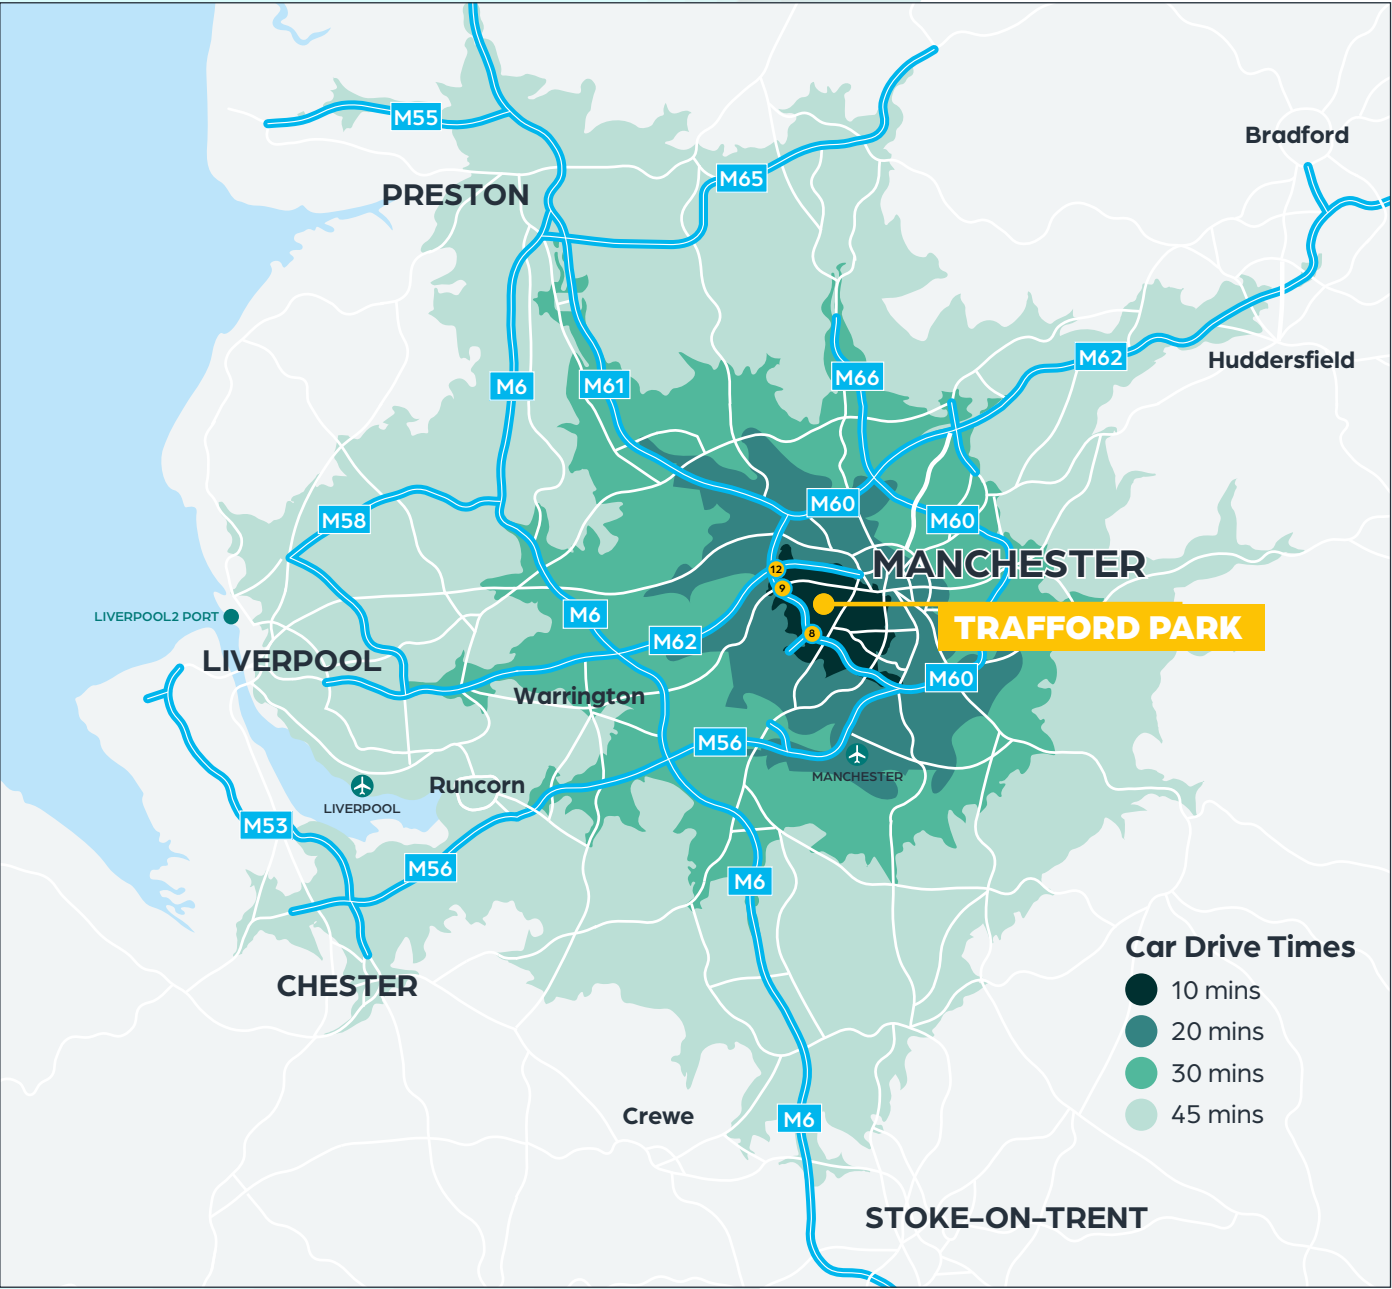 M55
Bradford
M65
PRESTON
M62
Huddersfield
M66
M6
M61
M60
M58
M60
MANCHESTER
12
9
LIVERPOOL2 PORT
M6
TRAFFORD PARK
8
M62
LIVERPOOL
M60
Warrington
M56
MANCHESTER
Runcorn
LIVERPOOL
M53
M56
M6
Car Drive Times
CHESTER
10 mins
20 mins
30 mins
45 mins
Crewe
M6
STOKE-ON-TRENT